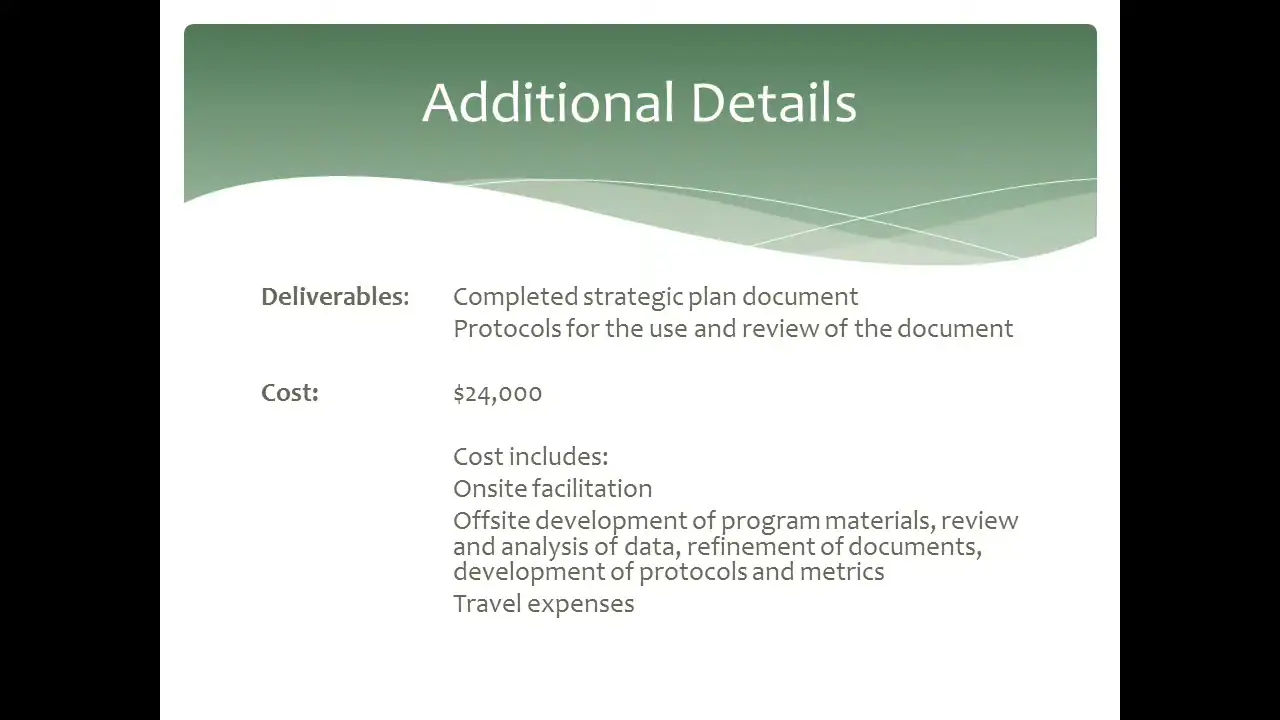 Additional Details
Deliverables: Completed strategic plan document
Protocols for the use and review of the document
Cost: $24,000
Cost includes:
Onsite facilitation
Offsite development of program materials, review
and analysis of data, refinement of documents,
development of protocols and metrics
Travel expenses